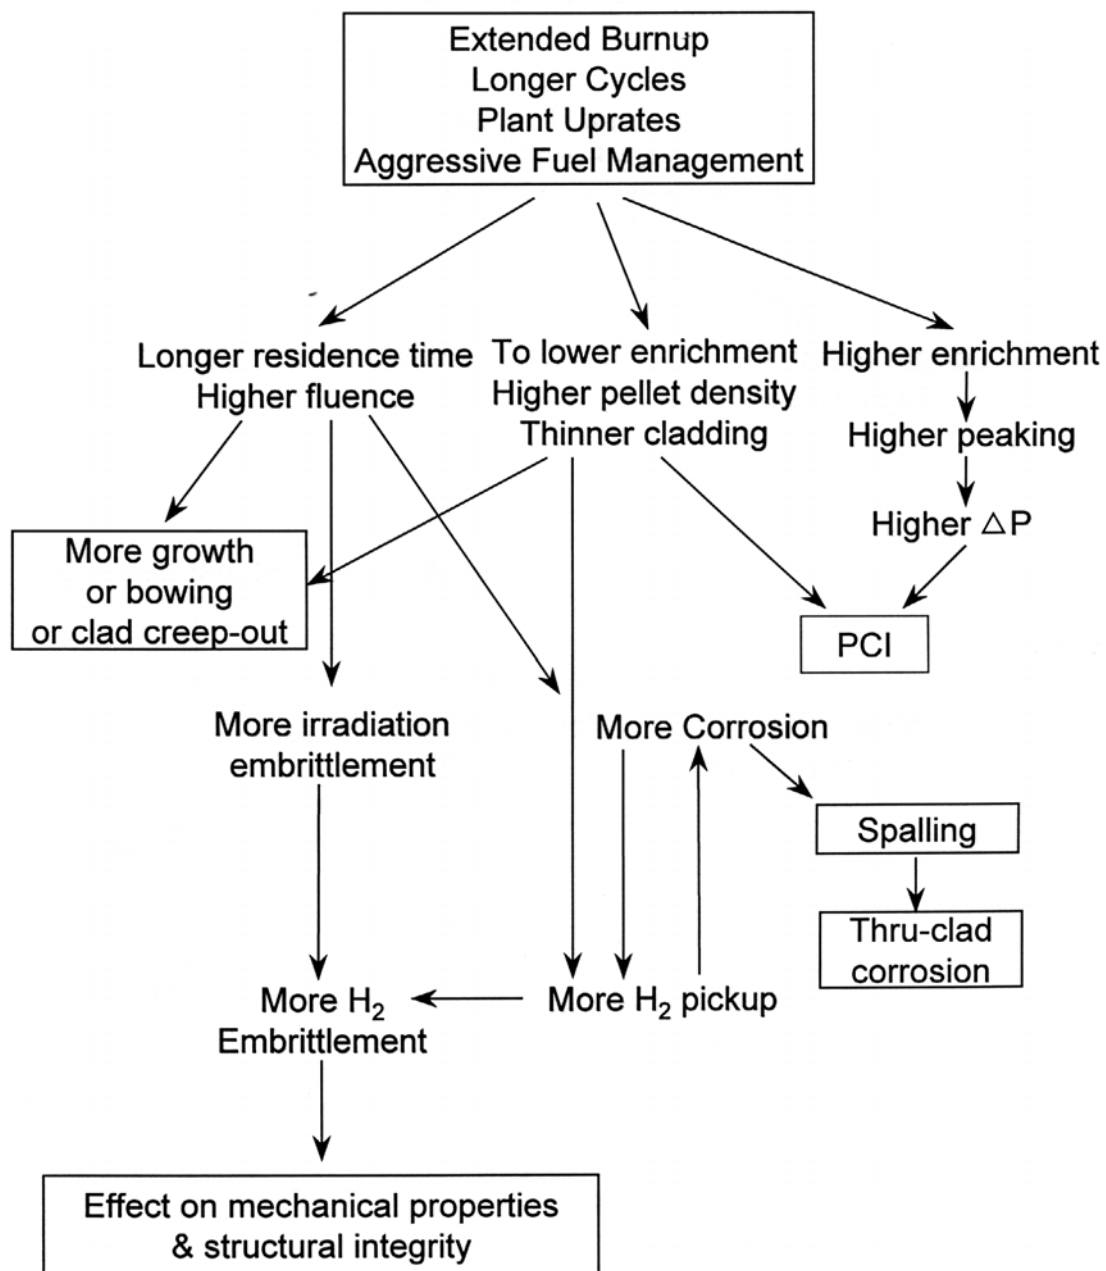 Extended Burnup
Longer Cycles
Plant Uprates
Aggressive Fuel Management
Longer residence time
Higher fluence
To lower enrichment
Higher pellet density
Thinner cladding
Higher enrichment
Higher peaking
Higher △P
More growth
or bowing
or clad creep-out
PCI
More irradiation
embrittlement
More Corrosion
Spalling
Thru-clad
corrosion
More H₂
Embrittlement
More H₂ pickup
Effect on mechanical properties
& structural integrity